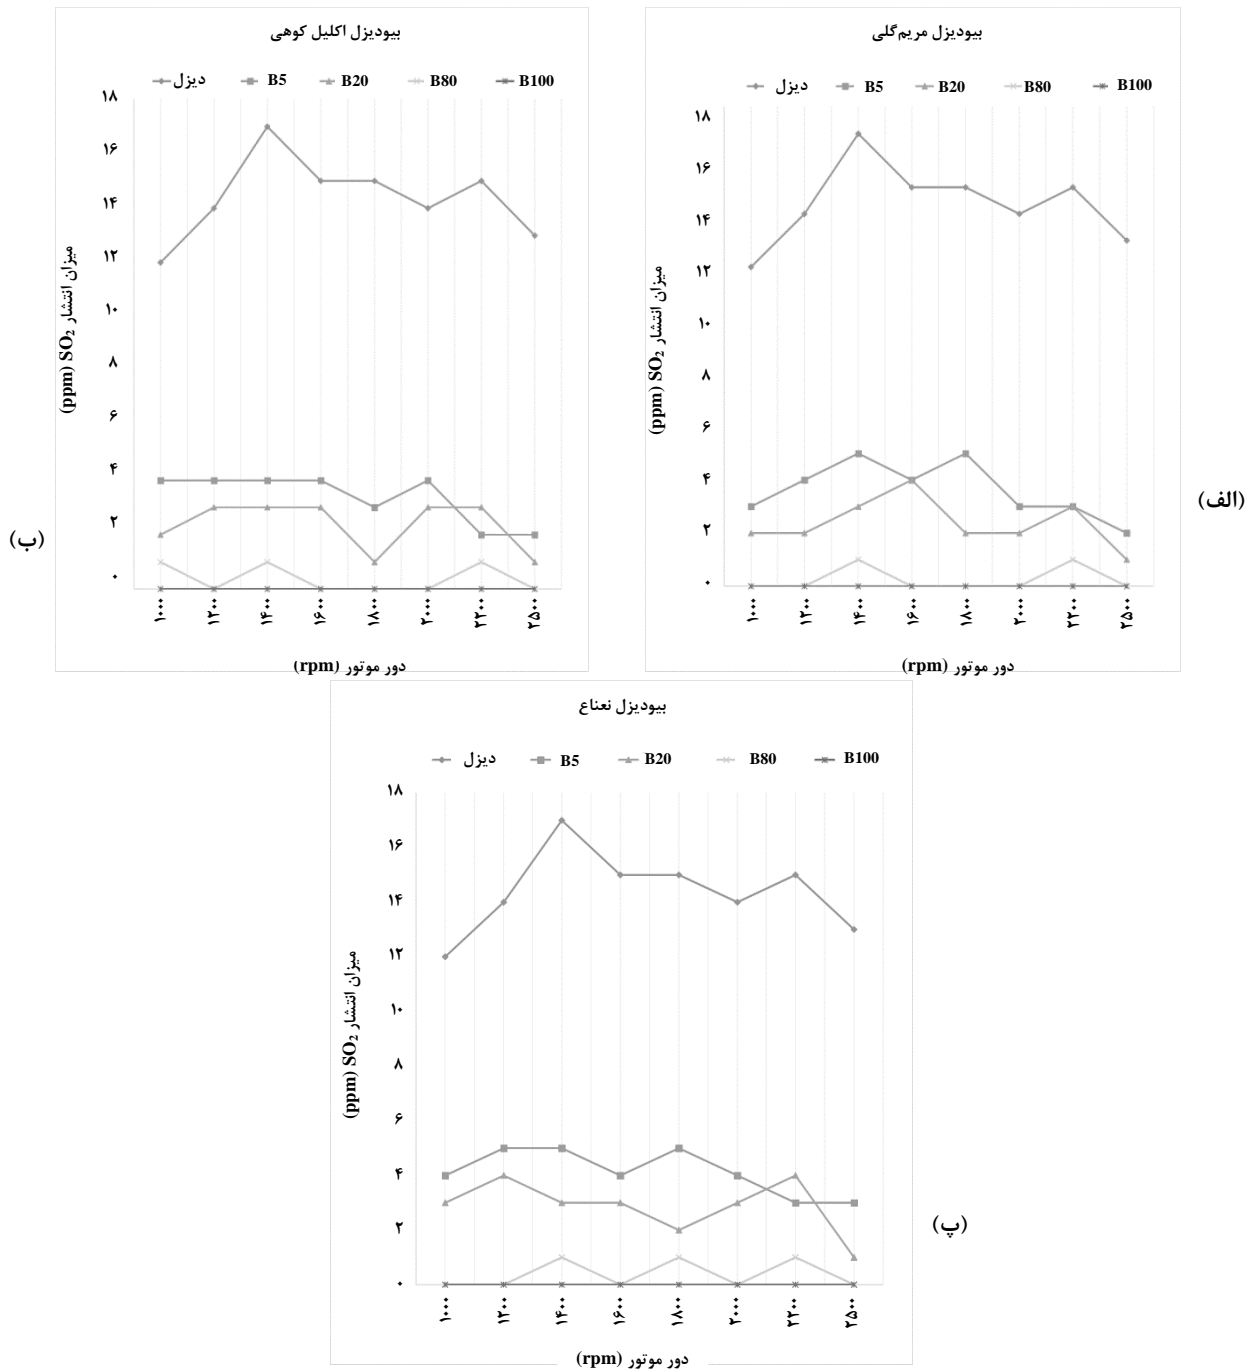 بیودیزل مریم‌گلی
دیزل B5 B20 B80 B100
۱۸
۱۶
۱۴
۱۲
۱۰
۸
۶
۴
۲
۰
میزان انتشار SO₂ (ppm)
۱۰۰۰ ۱۲۰۰ ۱۴۰۰ ۱۶۰۰ ۱۸۰۰ ۲۰۰۰ ۲۲۰۰ ۲۵۰۰
دور موتور (rpm)
(الف)
بیودیزل اکلیل کوهی
دیزل B5 B20 B80 B100
۱۸
۱۶
۱۴
۱۲
۱۰
۸
۶
۴
۲
۰
میزان انتشار SO₂ (ppm)
۱۰۰۰ ۱۲۰۰ ۱۴۰۰ ۱۶۰۰ ۱۸۰۰ ۲۰۰۰ ۲۲۰۰ ۲۵۰۰
دور موتور (rpm)
(ب)
بیودیزل نعناع
دیزل B5 B20 B80 B100
۱۸
۱۶
۱۴
۱۲
۱۰
۸
۶
۴
۲
۰
میزان انتشار SO₂ (ppm)
۱۰۰۰ ۱۲۰۰ ۱۴۰۰ ۱۶۰۰ ۱۸۰۰ ۲۰۰۰ ۲۲۰۰ ۲۵۰۰
دور موتور (rpm)
(پ)